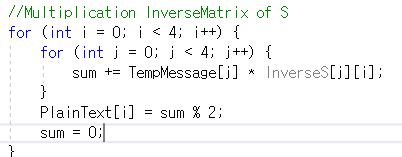 //Multiplication InverseMatrix of S
for (int i = 0; i < 4; i++) {
for (int j = 0; j < 4; j++) {
sum += TempMessage[j] * InverseS[j][i];
}
PlainText[i] = sum % 2;
sum = 0;
}